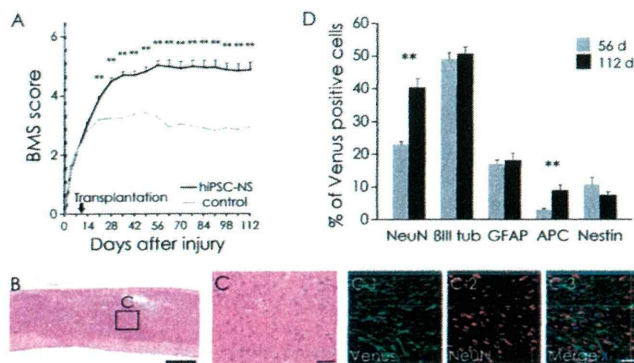 A
BMS score
6
4
2
0
** ** ** ** ** ** ** ** ** ** ** ** ** **
Transplantation
hiPSC-NS
control
0 14 28 42 56 70 84 98 112
Days after injury
D
% of Venus positive cells
60
50
40
30
20
10
0
56 d
112 d
**
**
NeuN βIII tub GFAP APC Nestin
B
C
C
C-1
Venus
C-2
NeuN
C-3
Merge